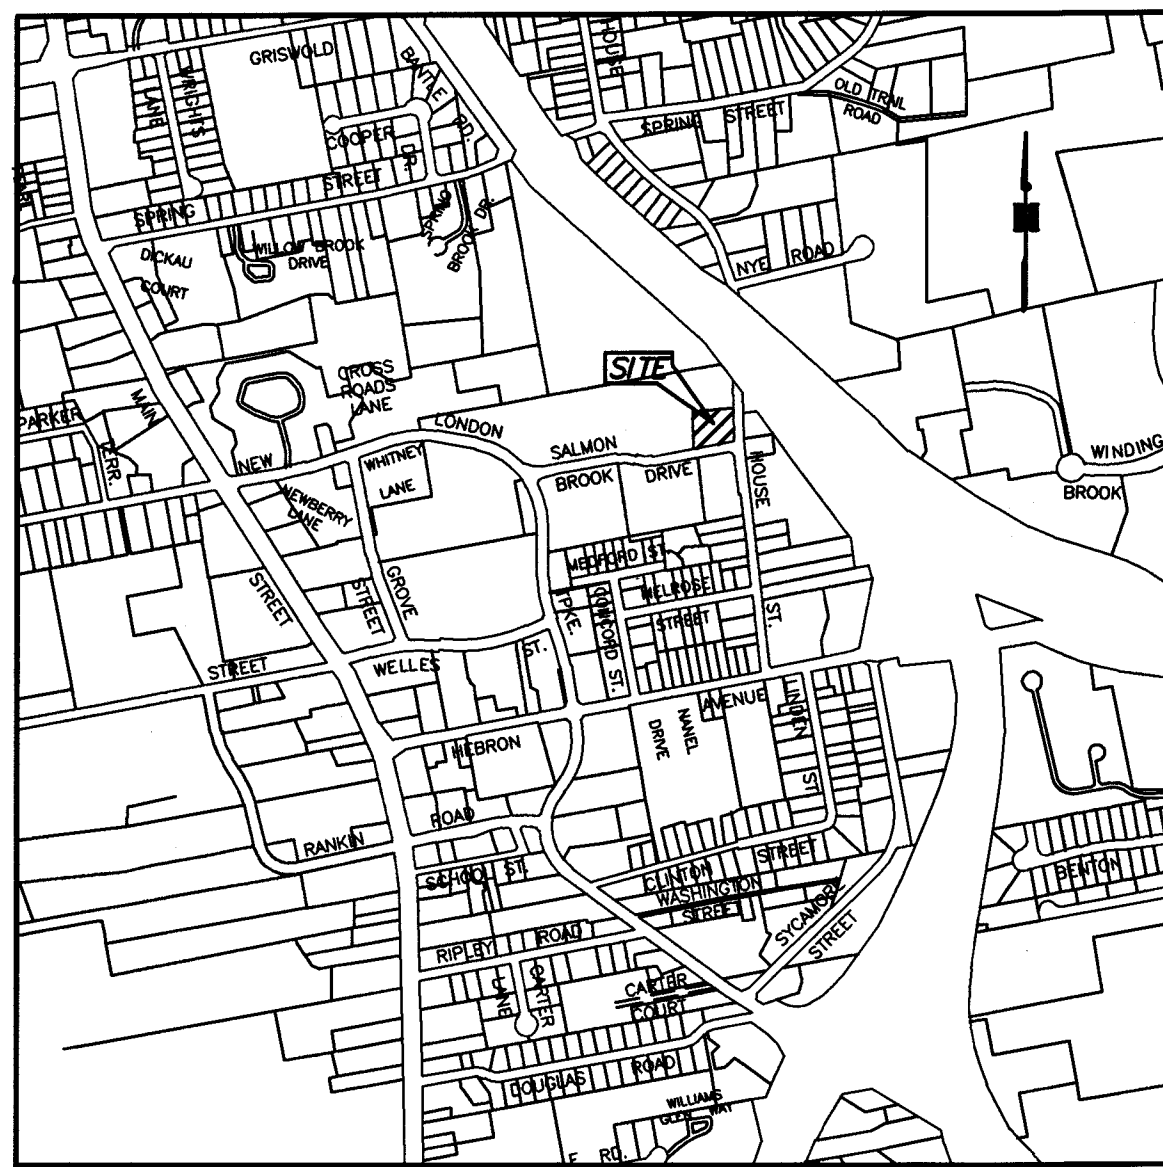 GRISWOLD
HOUSE
BANTLE RD.
WRIGHTS
LANE
OLD TRAIL
ROAD
SPRING STREET
COOPER
DR.
SPRING STREET
SPRING
BROOK DR.
WILLOW BROOK
DRIVE
DICKAU
COURT
NYE ROAD
SITE
CROSS
ROADS
LANE
PARKER
TERR.
MAIN
STREET
NEW LONDON
TPKE.
WHITNEY
LANE
SALMON
BROOK DRIVE
HOUSE
ST.
WINDING
BROOK
NEWBERRY
LANE
GROVE
STREET
MEDFORD ST.
MELROSE
STREET
CONCORD ST.
STREET
WELLES
ST.
HEBRON
AVENUE
LINDEN
ST.
NANEL
DRIVE
RANKIN
ROAD
SCHOOL ST.
CLINTON STREET
WASHINGTON
STREET
BENTON
SYCAMORE
STREET
RIPLEY ROAD
CARTER
LANE
CARTER
COURT
DOUGLAS ROAD
WILLIAMS
GLEN WAY
RD.